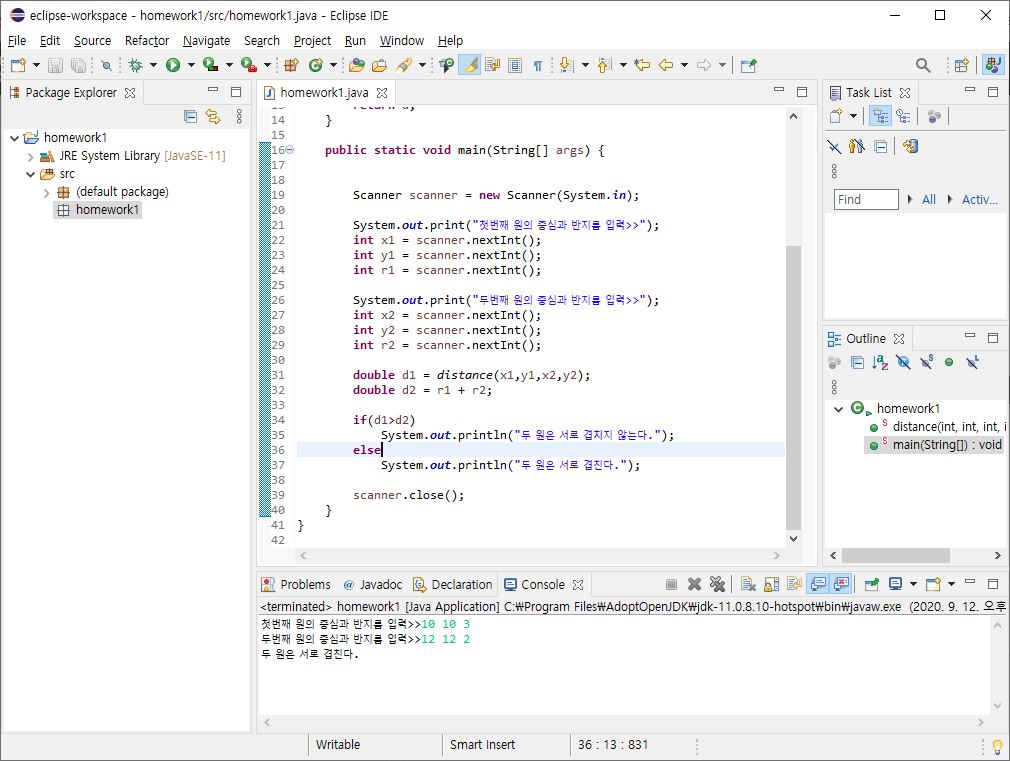 eclipse-workspace - homework1/src/homework1.java - Eclipse IDE
File Edit Source Refactor Navigate Search Project Run Window Help
Package Explorer
homework1
JRE System Library [JavaSE-11]
src
(default package)
homework1
homework1.java
14 }
15
16 public static void main(String[] args) {
17
18
19 Scanner scanner = new Scanner(System.in);
20
21 System.out.print("첫번째 원의 중심과 반지름 입력>>");
22 int x1 = scanner.nextInt();
23 int y1 = scanner.nextInt();
24 int r1 = scanner.nextInt();
25
26 System.out.print("두번째 원의 중심과 반지름 입력>>");
27 int x2 = scanner.nextInt();
28 int y2 = scanner.nextInt();
29 int r2 = scanner.nextInt();
30
31 double d1 = distance(x1,y1,x2,y2);
32 double d2 = r1 + r2;
33
34 if(d1>d2)
35 System.out.println("두 원은 서로 겹치지 않는다.");
36 else
37 System.out.println("두 원은 서로 겹친다.");
38
39 scanner.close();
40 }
41 }
42
Task List
Find All Activ...
Outline
homework1
distance(int, int, int, i
main(String[]) : void
Problems @ Javadoc Declaration Console
<terminated> homework1 [Java Application] C:₩Program Files₩AdoptOpenJDK₩jdk-11.0.8.10-hotspot₩bin₩javaw.exe (2020. 9. 12. 오후
첫번째 원의 중심과 반지름 입력>>10 10 3
두번째 원의 중심과 반지름 입력>>12 12 2
두 원은 서로 겹친다.
Writable Smart Insert 36 : 13 : 831